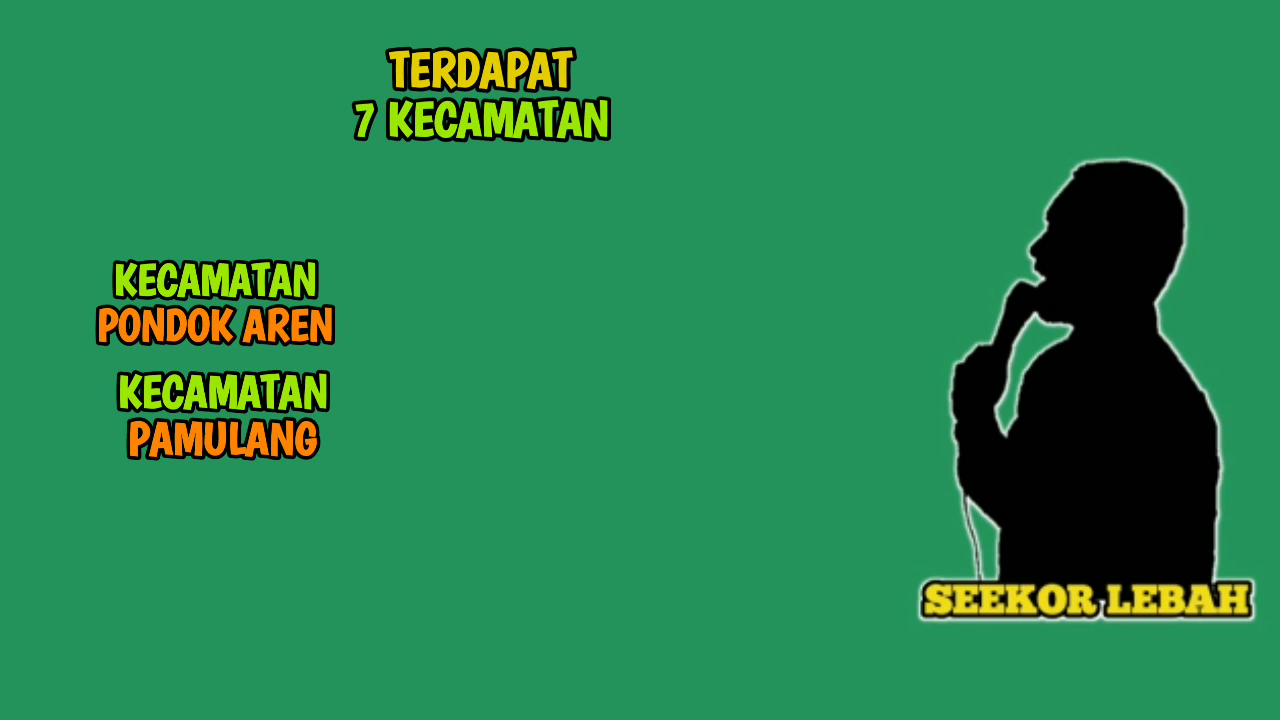 TERDAPAT
7 KECAMATAN
KECAMATAN
PONDOK AREN
KECAMATAN
PAMULANG
SEEKOR LEBAH